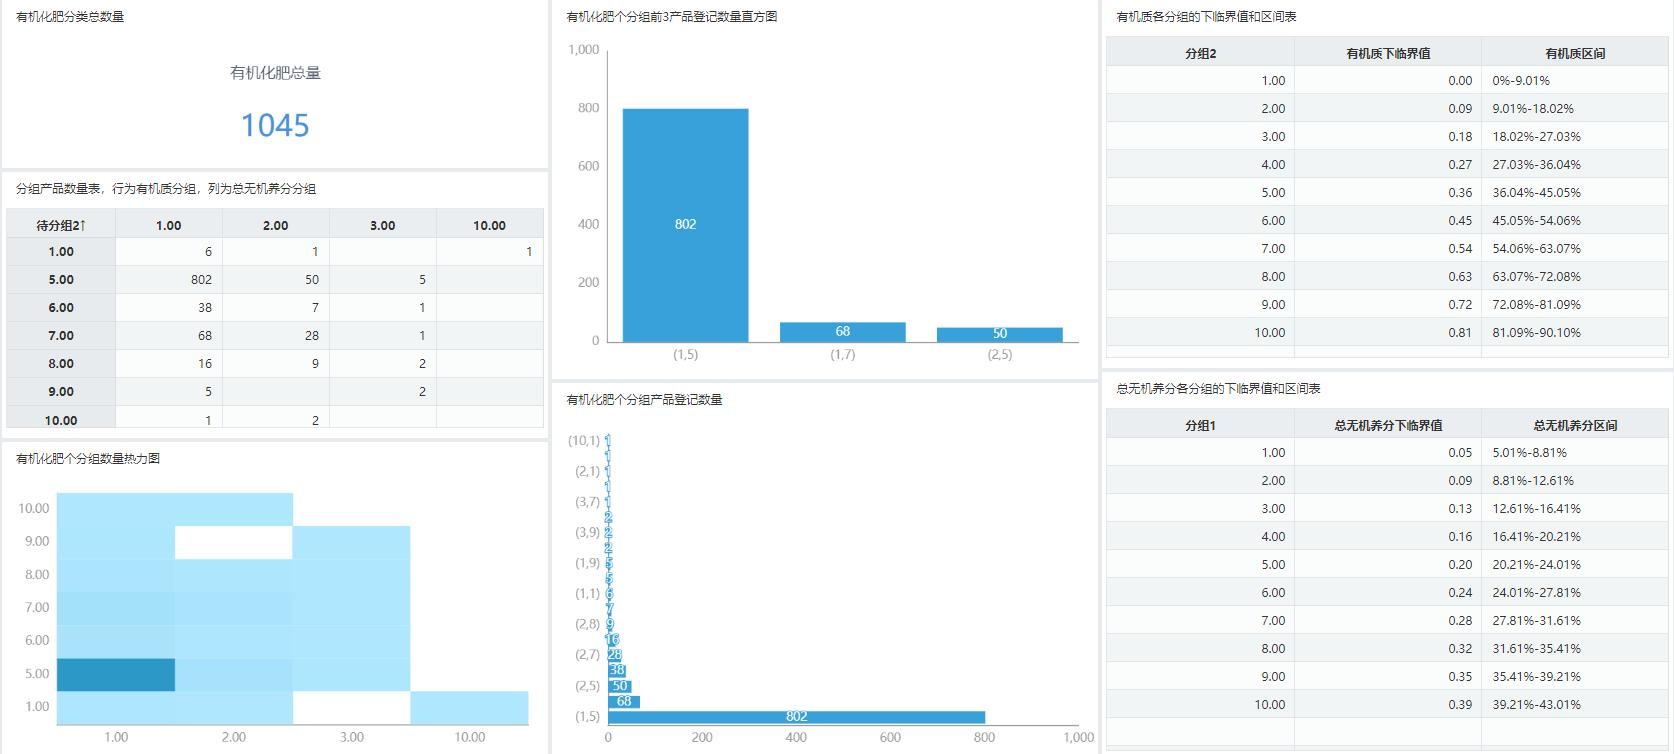 有机化肥分类总数量
有机化肥总量
1045
分组产品数量表，行为有机质分组，列为总无机养分分组
待分组2↑ 1.00 2.00 3.00 10.00
1.00 6 1 1
5.00 802 50 5
6.00 38 7 1
7.00 68 28 1
8.00 16 9 2
9.00 5 2
10.00 1 2
有机化肥个分组数量热力图
10.00
9.00
8.00
7.00
6.00
5.00
1.00
1.00 2.00 3.00 10.00
有机化肥个分组前3产品登记数量直方图
1,000
800
600
400
200
0
802
68
50
(1,5) (1,7) (2,5)
有机化肥个分组产品登记数量
(10,1) 1
1
(2,1) 1
1
(3,7) 1
2
(3,9) 2
2
(1,9) 5
5
(1,1) 6
7
(2,8) 9
16
(2,7) 28
38
(2,5) 50
68
(1,5) 802
0 200 400 600 800 1,000
有机质各分组的下临界值和区间表
分组2 有机质下临界值 有机质区间
1.00 0.00 0%-9.01%
2.00 0.09 9.01%-18.02%
3.00 0.18 18.02%-27.03%
4.00 0.27 27.03%-36.04%
5.00 0.36 36.04%-45.05%
6.00 0.45 45.05%-54.06%
7.00 0.54 54.06%-63.07%
8.00 0.63 63.07%-72.08%
9.00 0.72 72.08%-81.09%
10.00 0.81 81.09%-90.10%
总无机养分各分组的下临界值和区间表
分组1 总无机养分下临界值 总无机养分区间
1.00 0.05 5.01%-8.81%
2.00 0.09 8.81%-12.61%
3.00 0.13 12.61%-16.41%
4.00 0.16 16.41%-20.21%
5.00 0.20 20.21%-24.01%
6.00 0.24 24.01%-27.81%
7.00 0.28 27.81%-31.61%
8.00 0.32 31.61%-35.41%
9.00 0.35 35.41%-39.21%
10.00 0.39 39.21%-43.01%